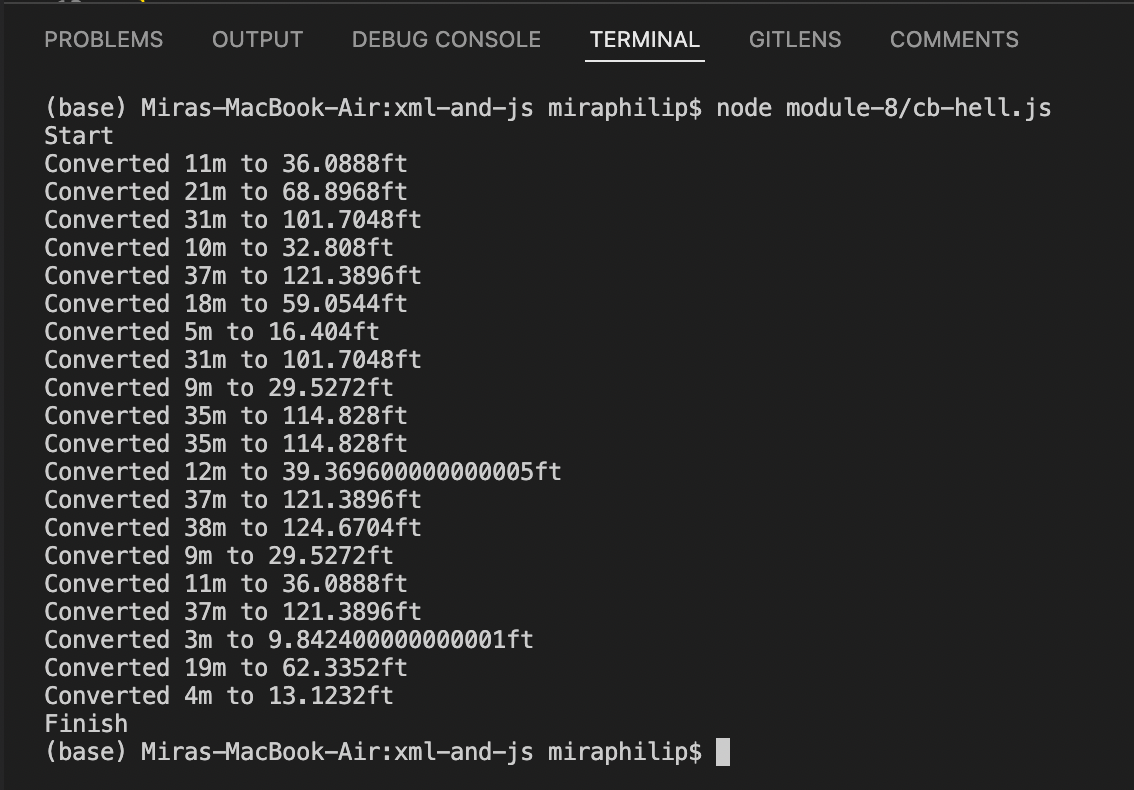 PROBLEMS OUTPUT DEBUG CONSOLE TERMINAL GITLENS COMMENTS
(base) Miras-MacBook-Air:xml-and-js miraphilip$ node module-8/cb-hell.js
Start
Converted 11m to 36.0888ft
Converted 21m to 68.8968ft
Converted 31m to 101.7048ft
Converted 10m to 32.808ft
Converted 37m to 121.3896ft
Converted 18m to 59.0544ft
Converted 5m to 16.404ft
Converted 31m to 101.7048ft
Converted 9m to 29.5272ft
Converted 35m to 114.828ft
Converted 35m to 114.828ft
Converted 12m to 39.369600000000005ft
Converted 37m to 121.3896ft
Converted 38m to 124.6704ft
Converted 9m to 29.5272ft
Converted 11m to 36.0888ft
Converted 37m to 121.3896ft
Converted 3m to 9.842400000000001ft
Converted 19m to 62.3352ft
Converted 4m to 13.1232ft
Finish
(base) Miras-MacBook-Air:xml-and-js miraphilip$